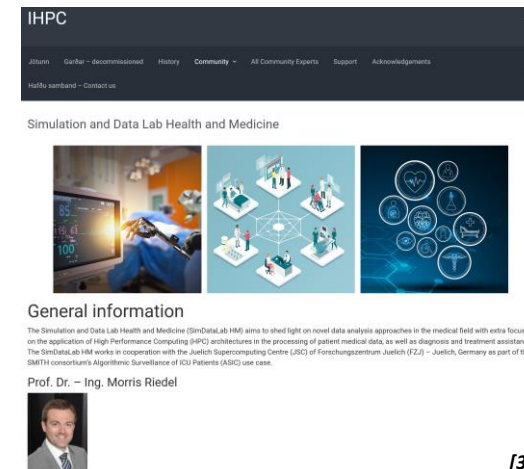 IHPC
Jötunn Garðar – decommissioned History Community All Community Experts Support Acknowledgements
Hafðu samband – Contact us
Simulation and Data Lab Health and Medicine
85
100
General information
The Simulation and Data Lab Health and Medicine (SimDataLab HM) aims to shed light on novel data analysis approaches in the medical field with extra focus
on the application of High Performance Computing (HPC) architectures in the processing of patient medical data, as well as diagnosis and treatment assistan
The SimDataLab HM works in cooperation with the Juelich Supercomputing Centre (JSC) of Forschungszentrum Juelich (FZJ) – Juelich, Germany as part of th
SMITH consortium's Algorithmic Surveillance of ICU Patients (ASIC) use case.
Prof. Dr. – Ing. Morris Riedel
[3